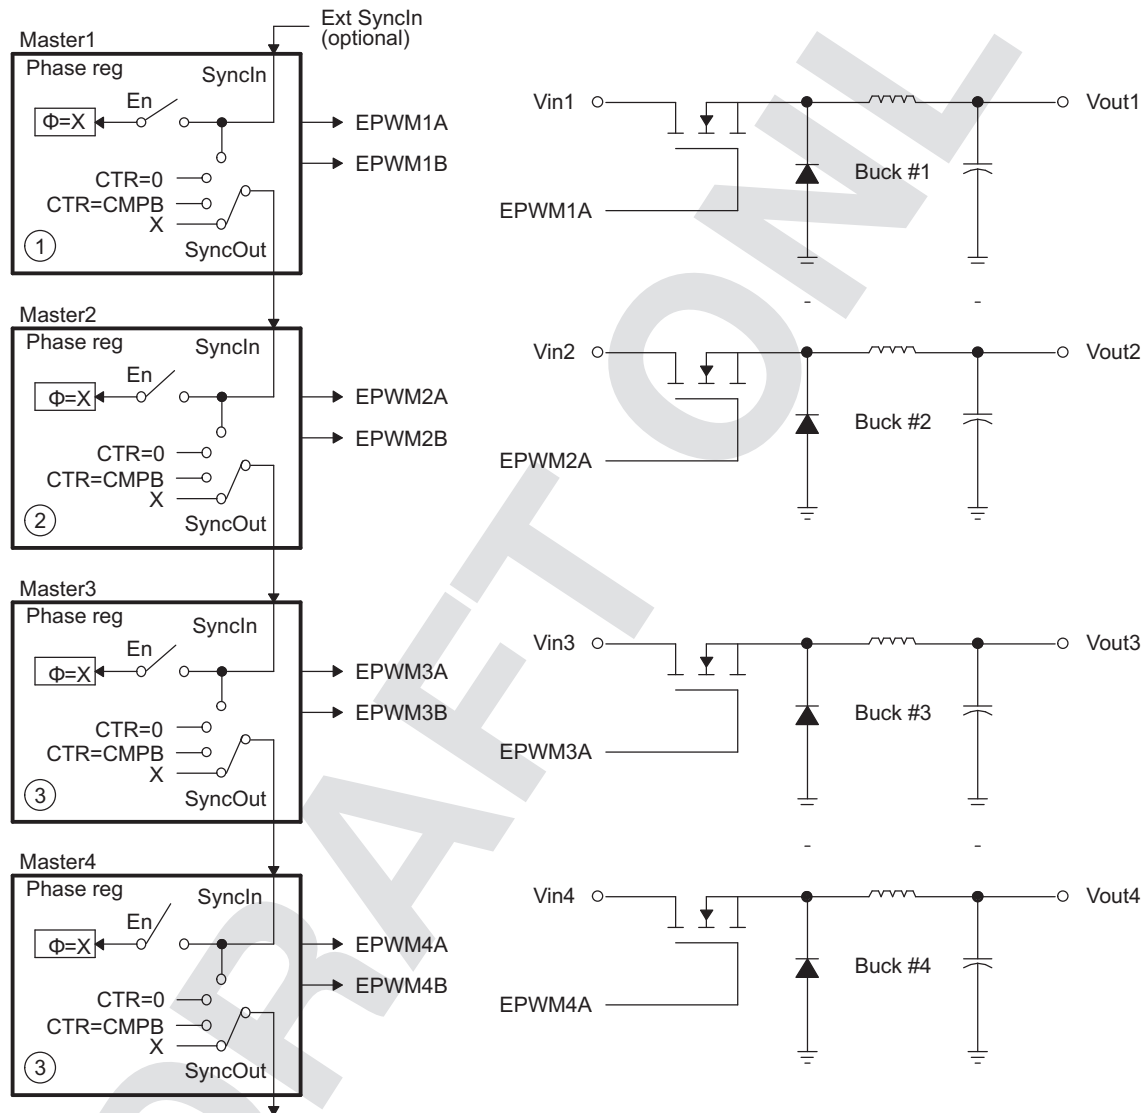 Ext SyncIn
(optional)
Master1
Phase reg
SyncIn
En
Φ=X
EPWM1A
EPWM1B
CTR=0
CTR=CMPB
X
SyncOut
1
Vin1
Vout1
Buck #1
EPWM1A
Master2
Phase reg
SyncIn
En
Φ=X
EPWM2A
EPWM2B
CTR=0
CTR=CMPB
X
SyncOut
2
Vin2
Vout2
Buck #2
EPWM2A
Master3
Phase reg
SyncIn
En
Φ=X
EPWM3A
EPWM3B
CTR=0
CTR=CMPB
X
SyncOut
3
Vin3
Vout3
Buck #3
EPWM3A
Master4
Phase reg
SyncIn
En
Φ=X
EPWM4A
EPWM4B
CTR=0
CTR=CMPB
X
SyncOut
3
Vin4
Vout4
Buck #4
EPWM4A
DRAFT ONL